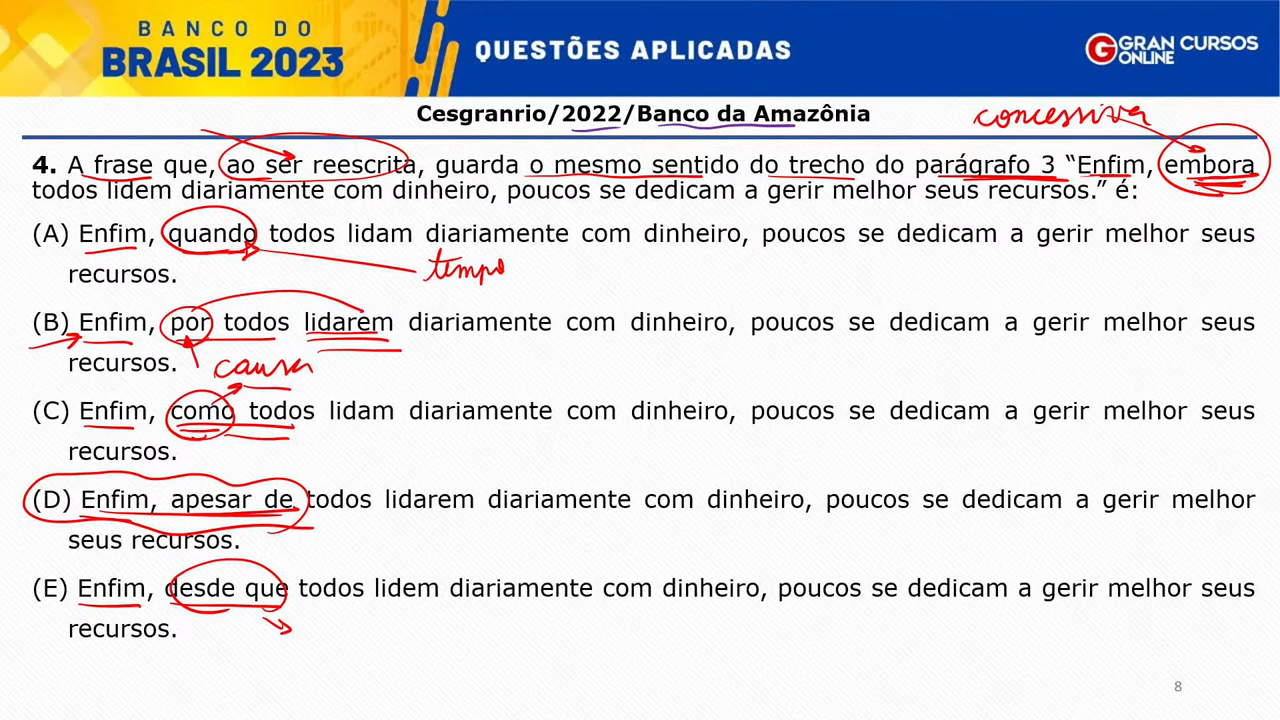 BANCO DO
BRASIL 2023
QUESTÕES APLICADAS
GRAN CURSOS
ONLINE
Cesgranrio/2022/Banco da Amazônia
concessiva
4. A frase que, ao ser reescrita, guarda o mesmo sentido do trecho do parágrafo 3 “Enfim, embora
todos lidem diariamente com dinheiro, poucos se dedicam a gerir melhor seus recursos.” é:
(A) Enfim, quando todos lidam diariamente com dinheiro, poucos se dedicam a gerir melhor seus
tempo
recursos.
(B) Enfim, por todos lidarem diariamente com dinheiro, poucos se dedicam a gerir melhor seus
recursos.
causa
(C) Enfim, como todos lidam diariamente com dinheiro, poucos se dedicam a gerir melhor seus
recursos.
(D) Enfim, apesar de todos lidarem diariamente com dinheiro, poucos se dedicam a gerir melhor
seus recursos.
(E) Enfim, desde que todos lidem diariamente com dinheiro, poucos se dedicam a gerir melhor seus
recursos.
8